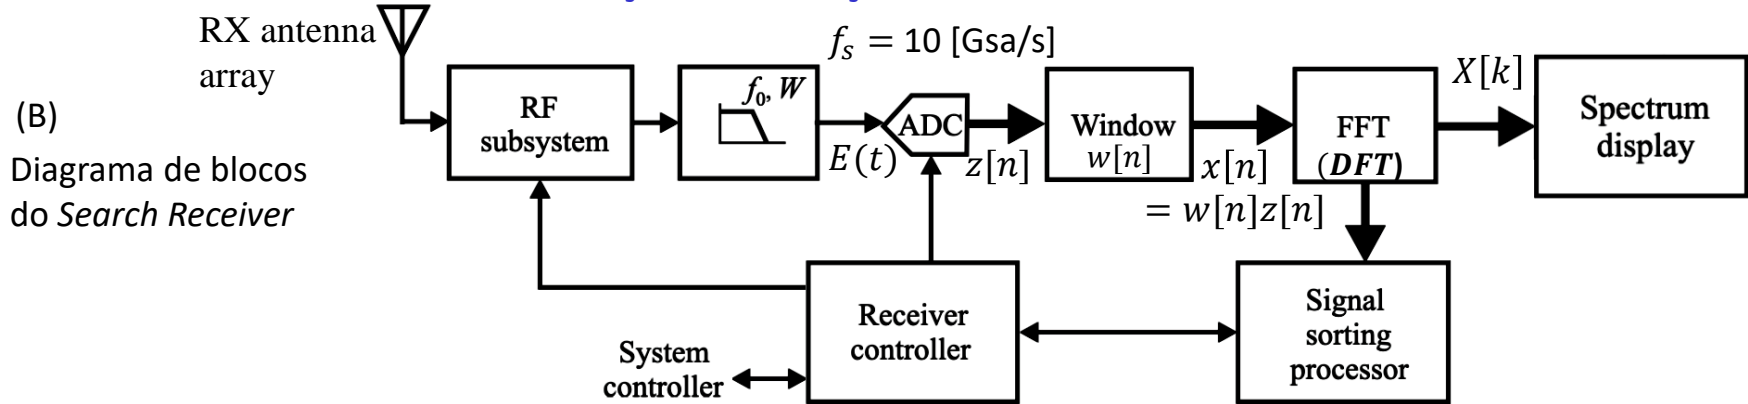 RX antenna
array
(B)
Diagrama de blocos
do Search Receiver
RF
subsystem
f₀, W
E(t)
fₛ = 10 [Gsa/s]
ADC
z[n]
Window
w[n]
x[n]
= w[n]z[n]
FFT
(DFT)
X[k]
Spectrum
display
Receiver
controller
System
controller
Signal
sorting
processor